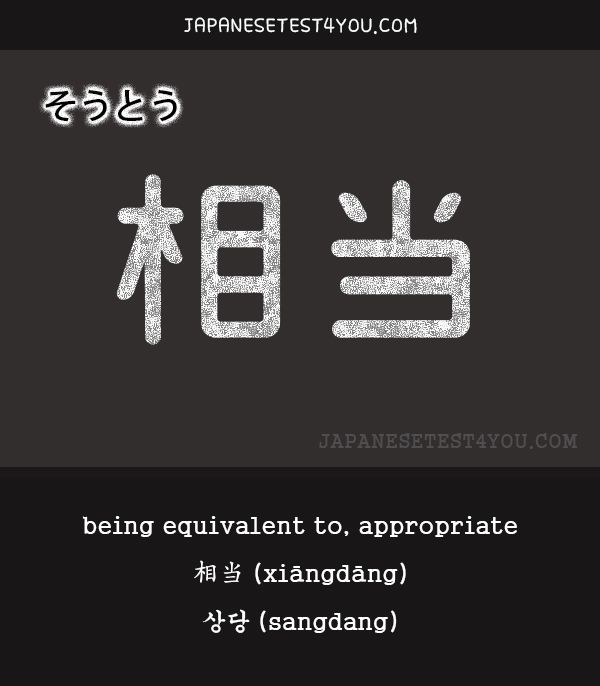 JAPANESETEST4YOU.COM
そうとう
相当
JAPANESETEST4YOU.COM
being equivalent to, appropriate
相当 (xiāngdāng)
상당 (sangdang)